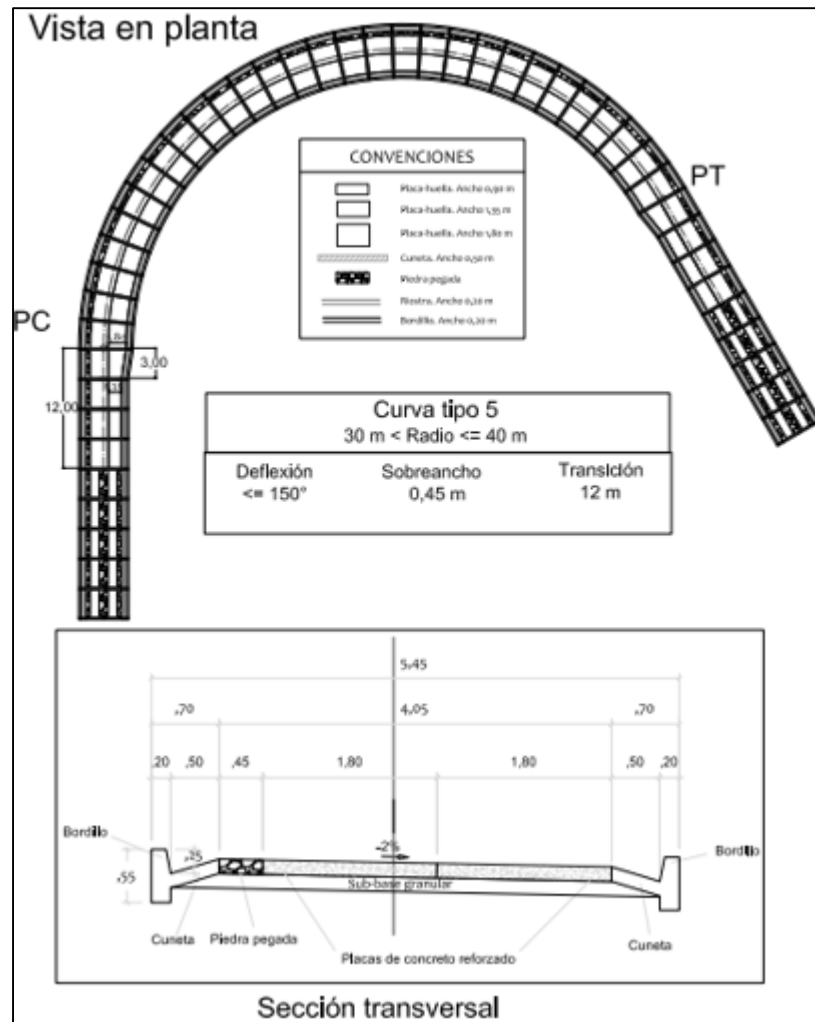 Vista en planta
PT
CONVENCIONES
Placa-huella. Ancho 0,90 m
Placa-huella. Ancho 1,35 m
Placa-huella. Ancho 1,80 m
Cuneta. Ancho 0,50 m
Piedra pegada
Riostra. Ancho 0,20 m
Bordillo. Ancho 0,20 m
PC
3,00
12,00
Curva tipo 5
30 m < Radio <= 40 m
Deflexión Sobreancho Transición
<= 150° 0,45 m 12 m
5,45
,70 4,05 ,70
,20 ,50 ,45 1,80 1,80 ,50 ,20
Bordillo ,25 -2% Bordillo
,55 Sub-base granular
Cuneta Piedra pegada Placas de concreto reforzado Cuneta
Sección transversal